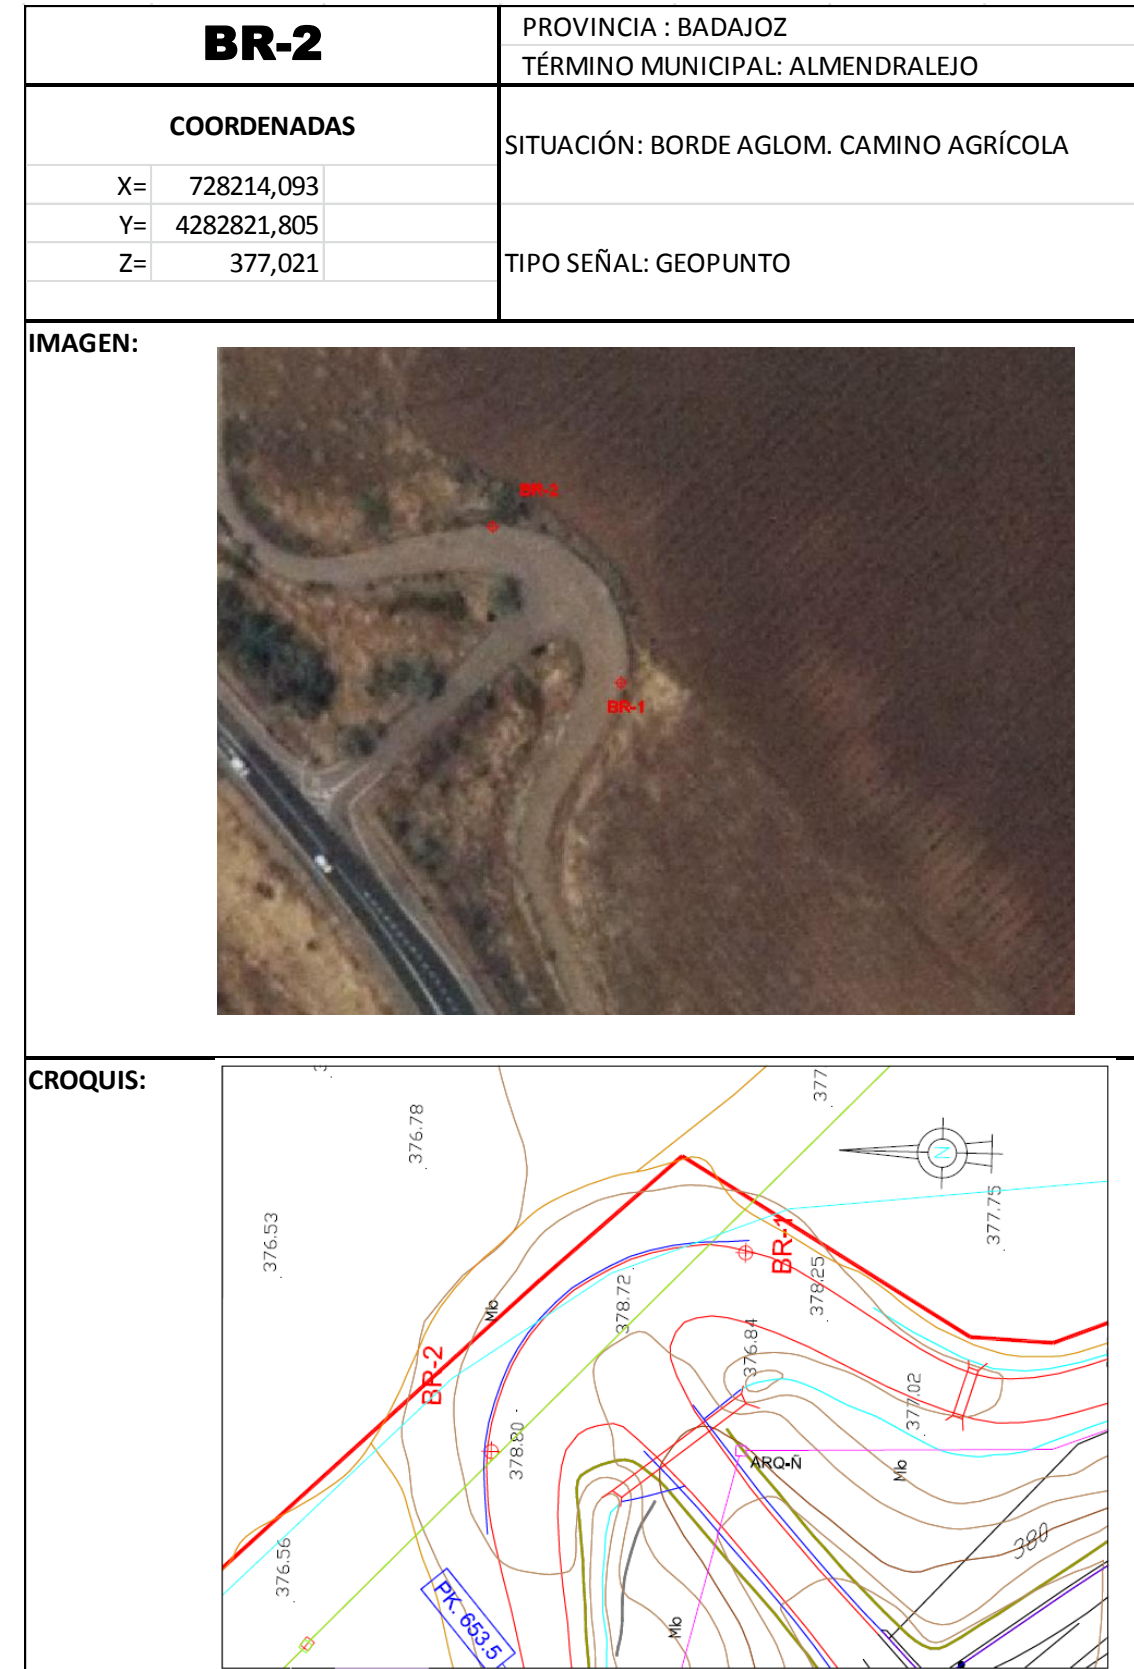 BR-2
PROVINCIA : BADAJOZ
TÉRMINO MUNICIPAL: ALMENDRALEJO
COORDENADAS
SITUACIÓN: BORDE AGLOM. CAMINO AGRÍCOLA
X= 728214,093
Y= 4282821,805
Z= 377,021
TIPO SEÑAL: GEOPUNTO
IMAGEN:
BR-2
BR-1
CROQUIS:
376.78
377
N
376.53
377.75
BR-1
378.25
378.72
Mb
BR-2
376.84
377.02
378.80
ARQ-Ñ
Mb
380
376.56
PK. 653.5
Mb